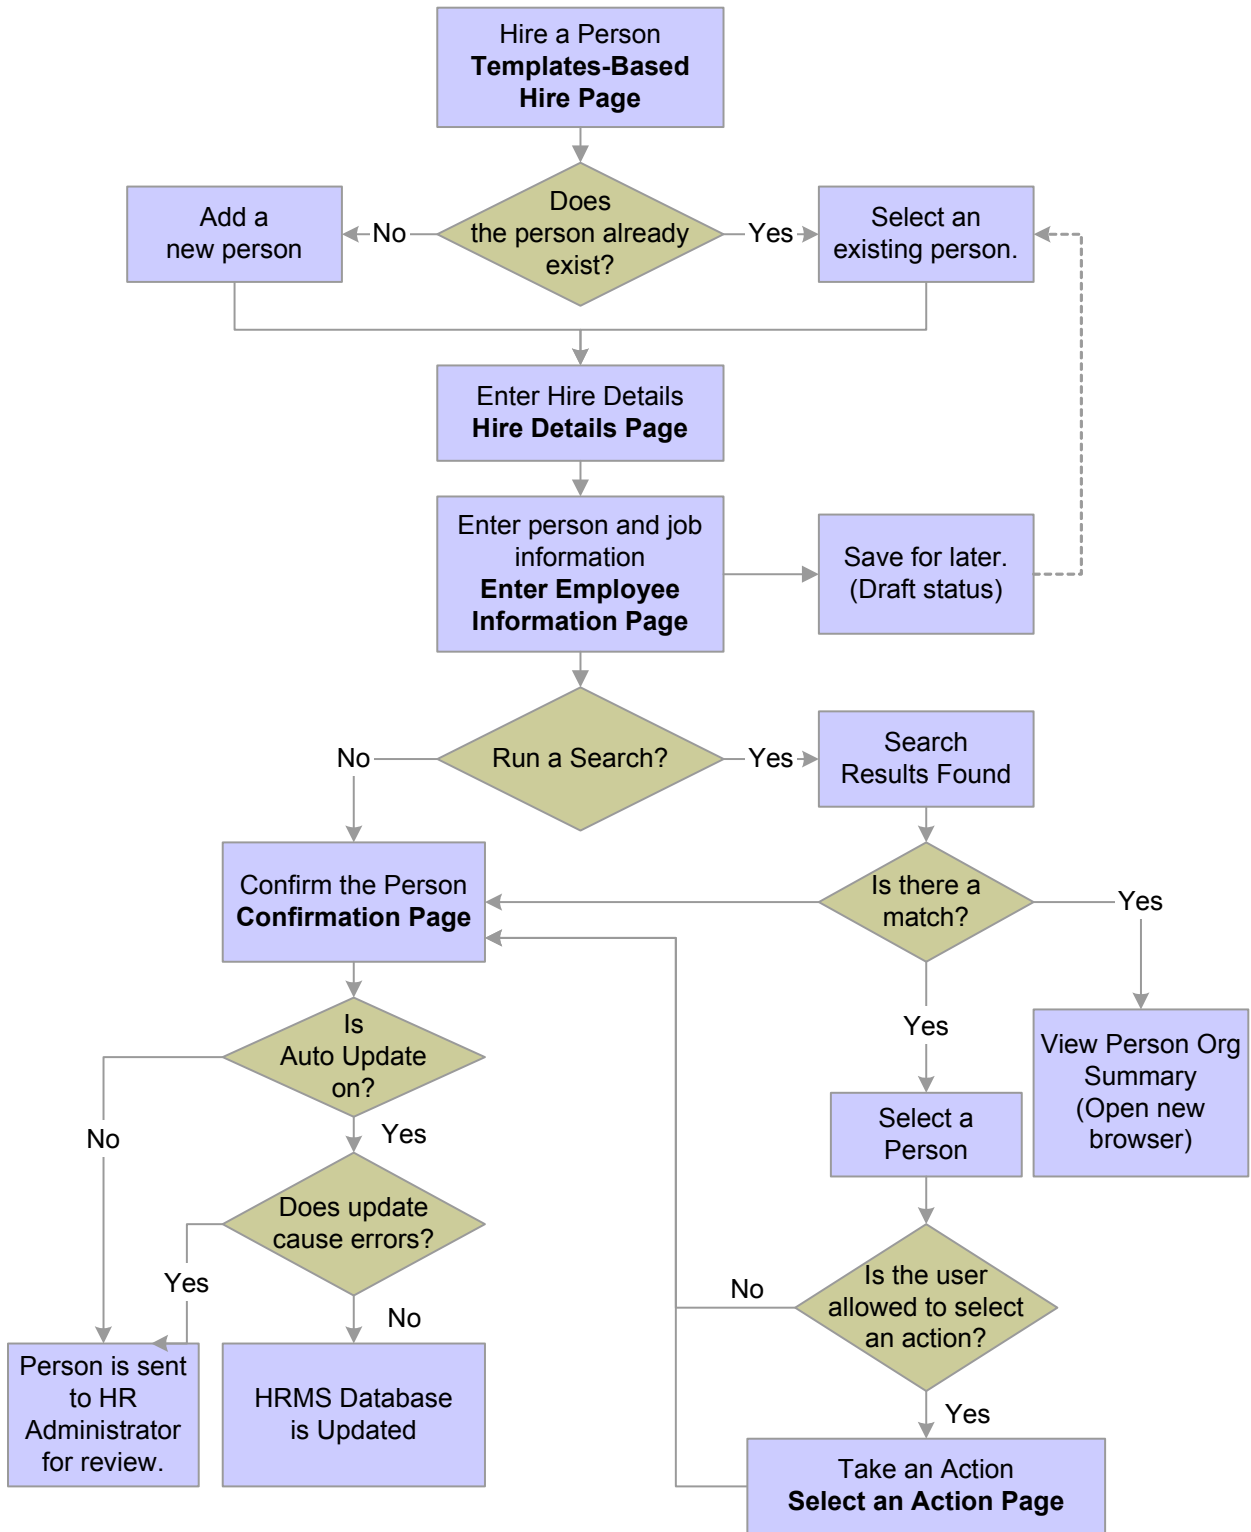 Hire a Person
Templates-Based
Hire Page
Does
the person already
exist?
No
Yes
Add a
new person
Select an
existing person.
Enter Hire Details
Hire Details Page
Enter person and job
information
Enter Employee
Information Page
Save for later.
(Draft status)
Run a Search?
No
Yes
Search
Results Found
Confirm the Person
Confirmation Page
Is there a
match?
Yes
Yes
View Person Org
Summary
(Open new
browser)
Select a
Person
Is
Auto Update
on?
No
Yes
Does update
cause errors?
Yes
No
Is the user
allowed to select
an action?
No
Yes
Person is sent
to HR
Administrator
for review.
HRMS Database
is Updated
Take an Action
Select an Action Page